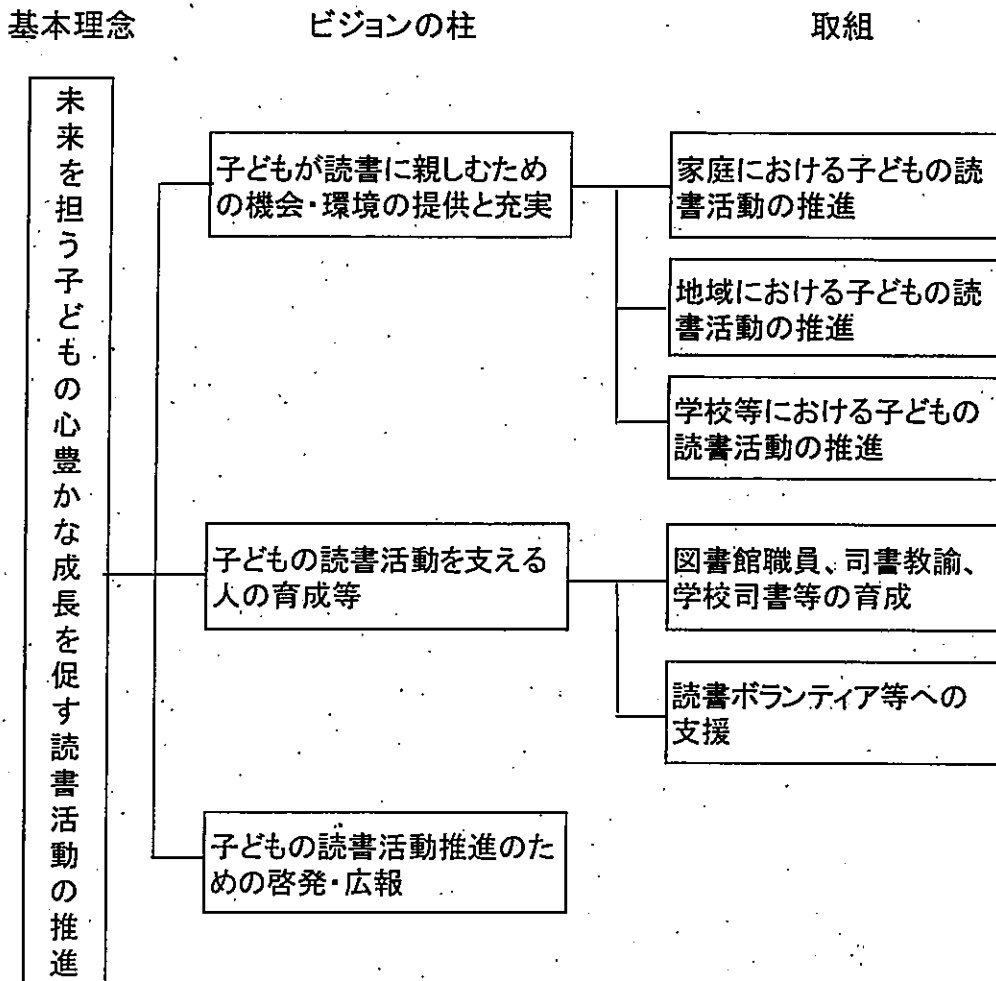 基本理念
ビジョンの柱
取組
未来を担う子どもの心豊かな成長を促す読書活動の推進
子どもが読書に親しむため
の機会・環境の提供と充実
家庭における子どもの読
書活動の推進
地域における子どもの読
書活動の推進
学校等における子どもの
読書活動の推進
子どもの読書活動を支える
人の育成等
図書館職員、司書教諭、
学校司書等の育成
読書ボランティア等への
支援
子どもの読書活動推進のた
めの啓発・広報